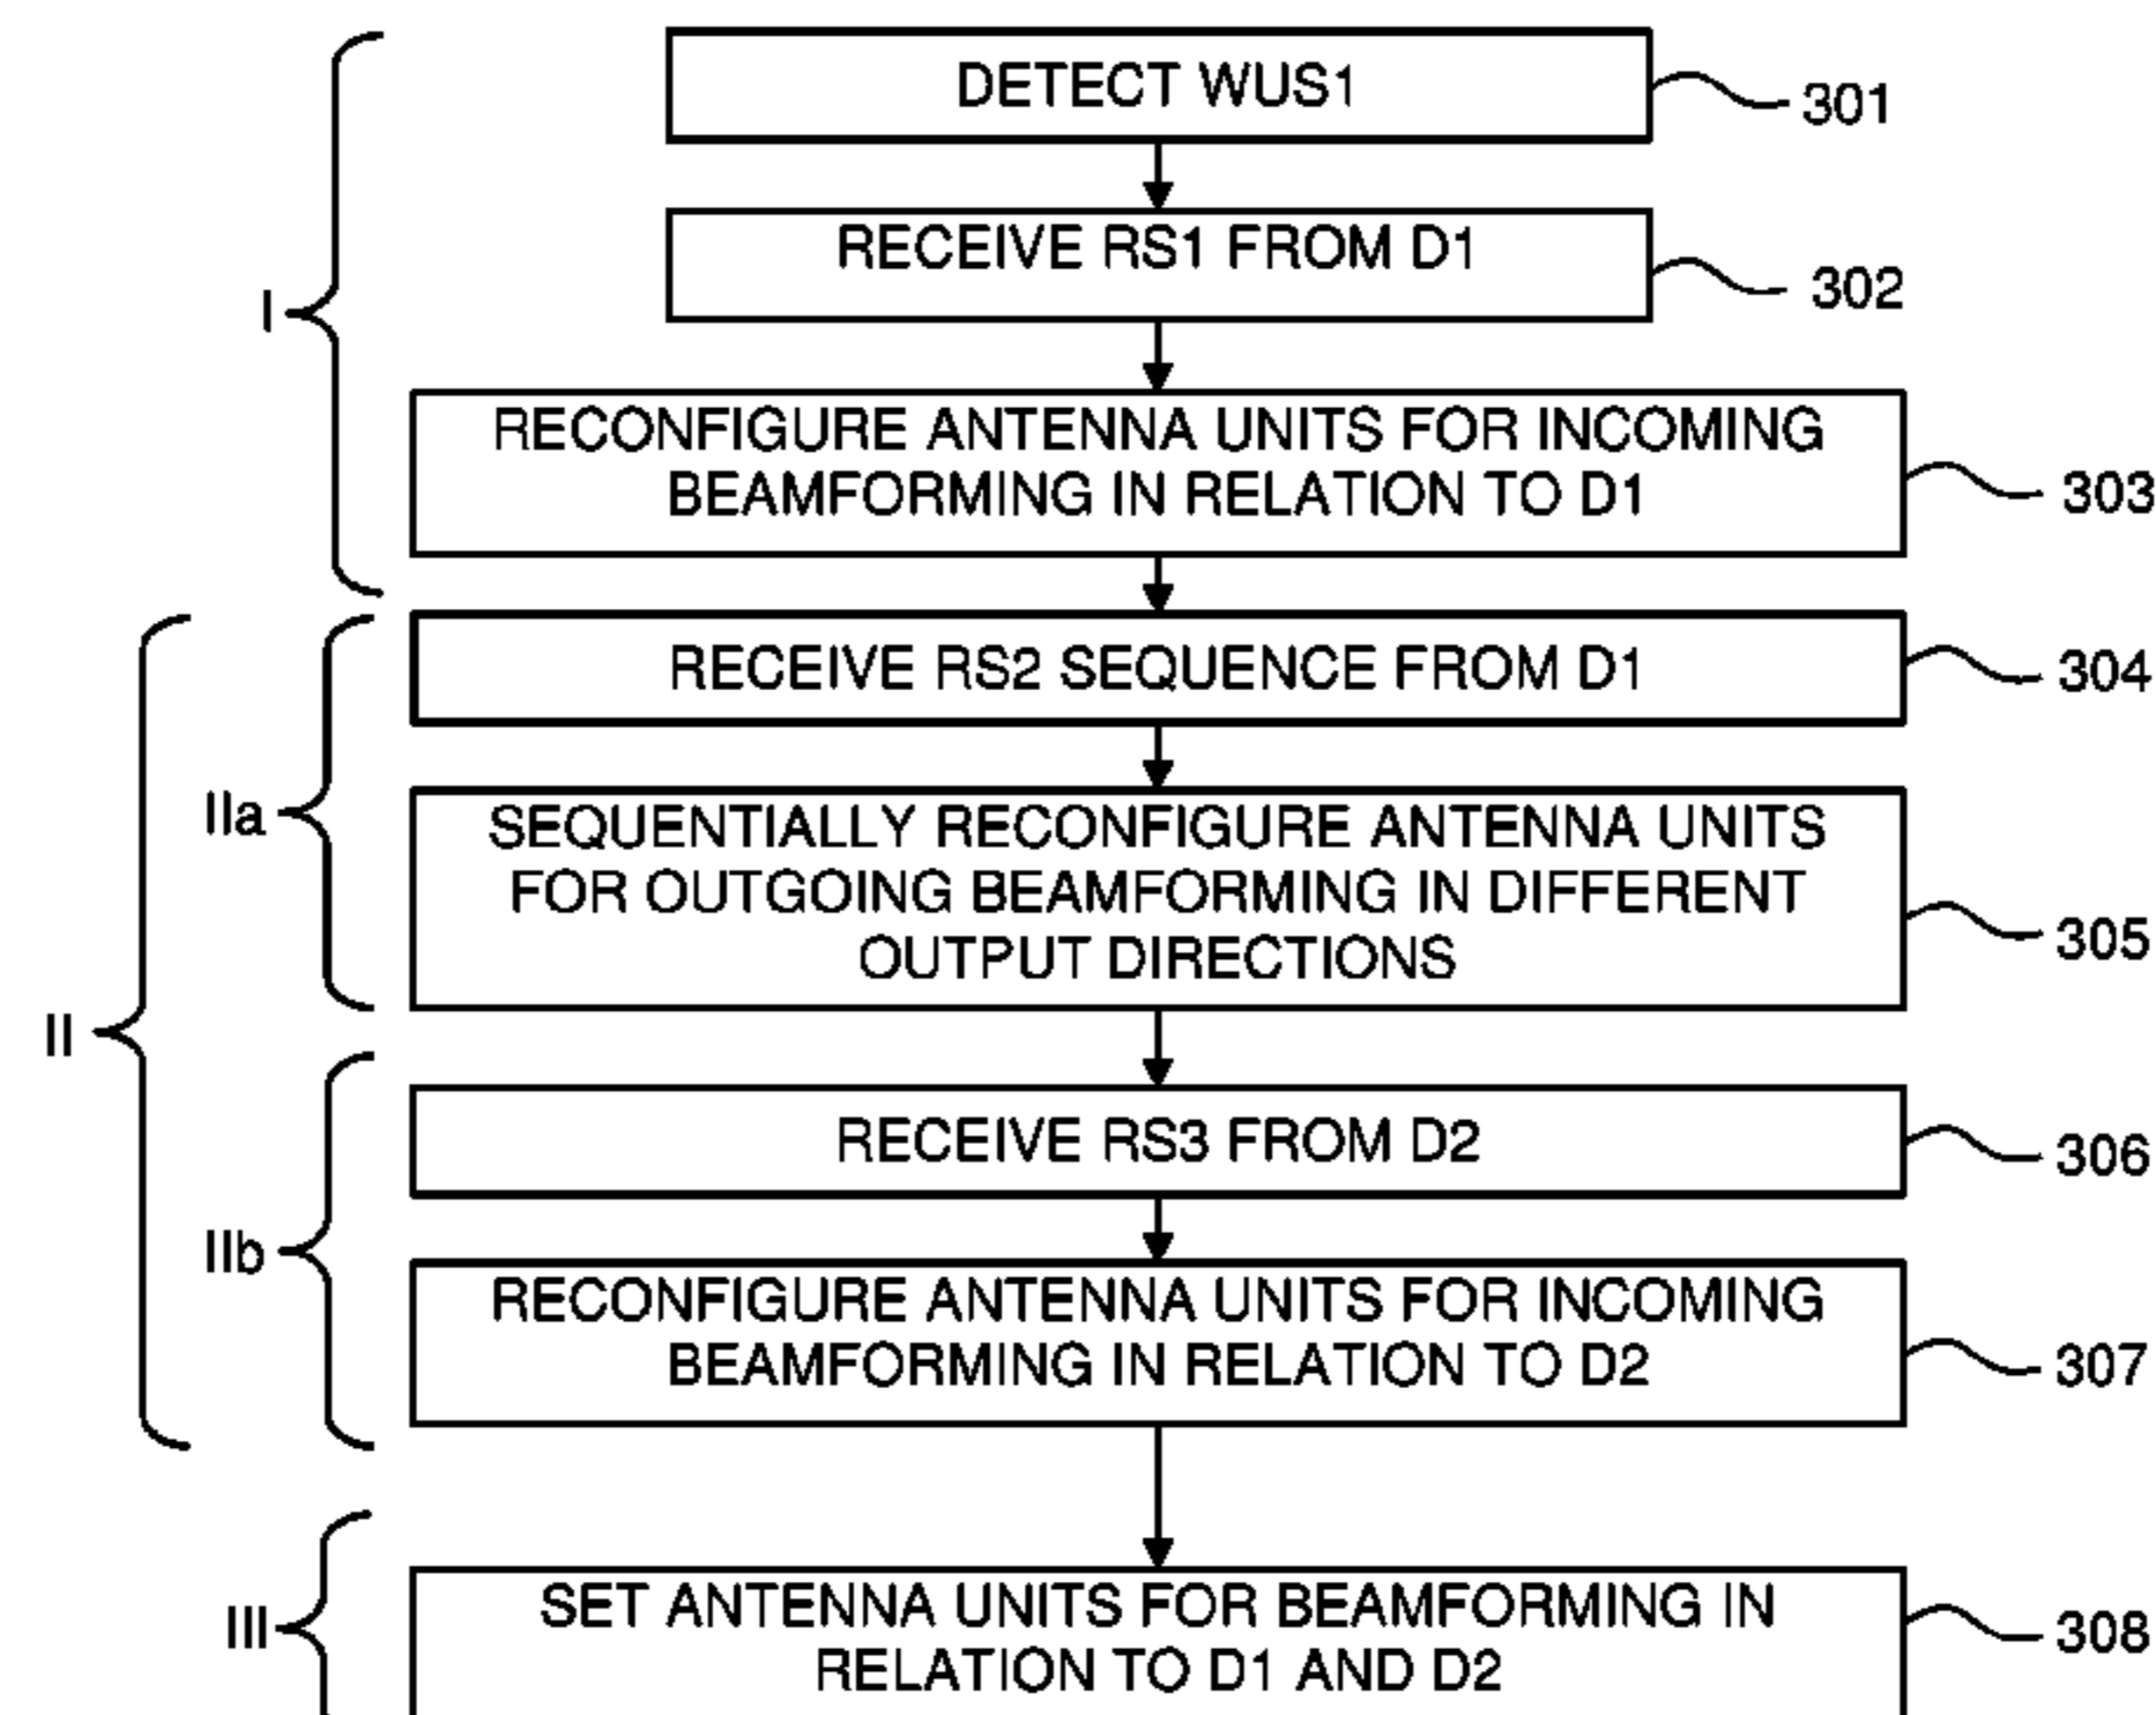 DETECT WUS1
301
RECEIVE RS1 FROM D1
302
I
RECONFIGURE ANTENNA UNITS FOR INCOMING
BEAMFORMING IN RELATION TO D1
303
RECEIVE RS2 SEQUENCE FROM D1
304
IIa
SEQUENTIALLY RECONFIGURE ANTENNA UNITS
FOR OUTGOING BEAMFORMING IN DIFFERENT
OUTPUT DIRECTIONS
305
II
RECEIVE RS3 FROM D2
306
IIb
RECONFIGURE ANTENNA UNITS FOR INCOMING
BEAMFORMING IN RELATION TO D2
307
III
SET ANTENNA UNITS FOR BEAMFORMING IN
RELATION TO D1 AND D2
308